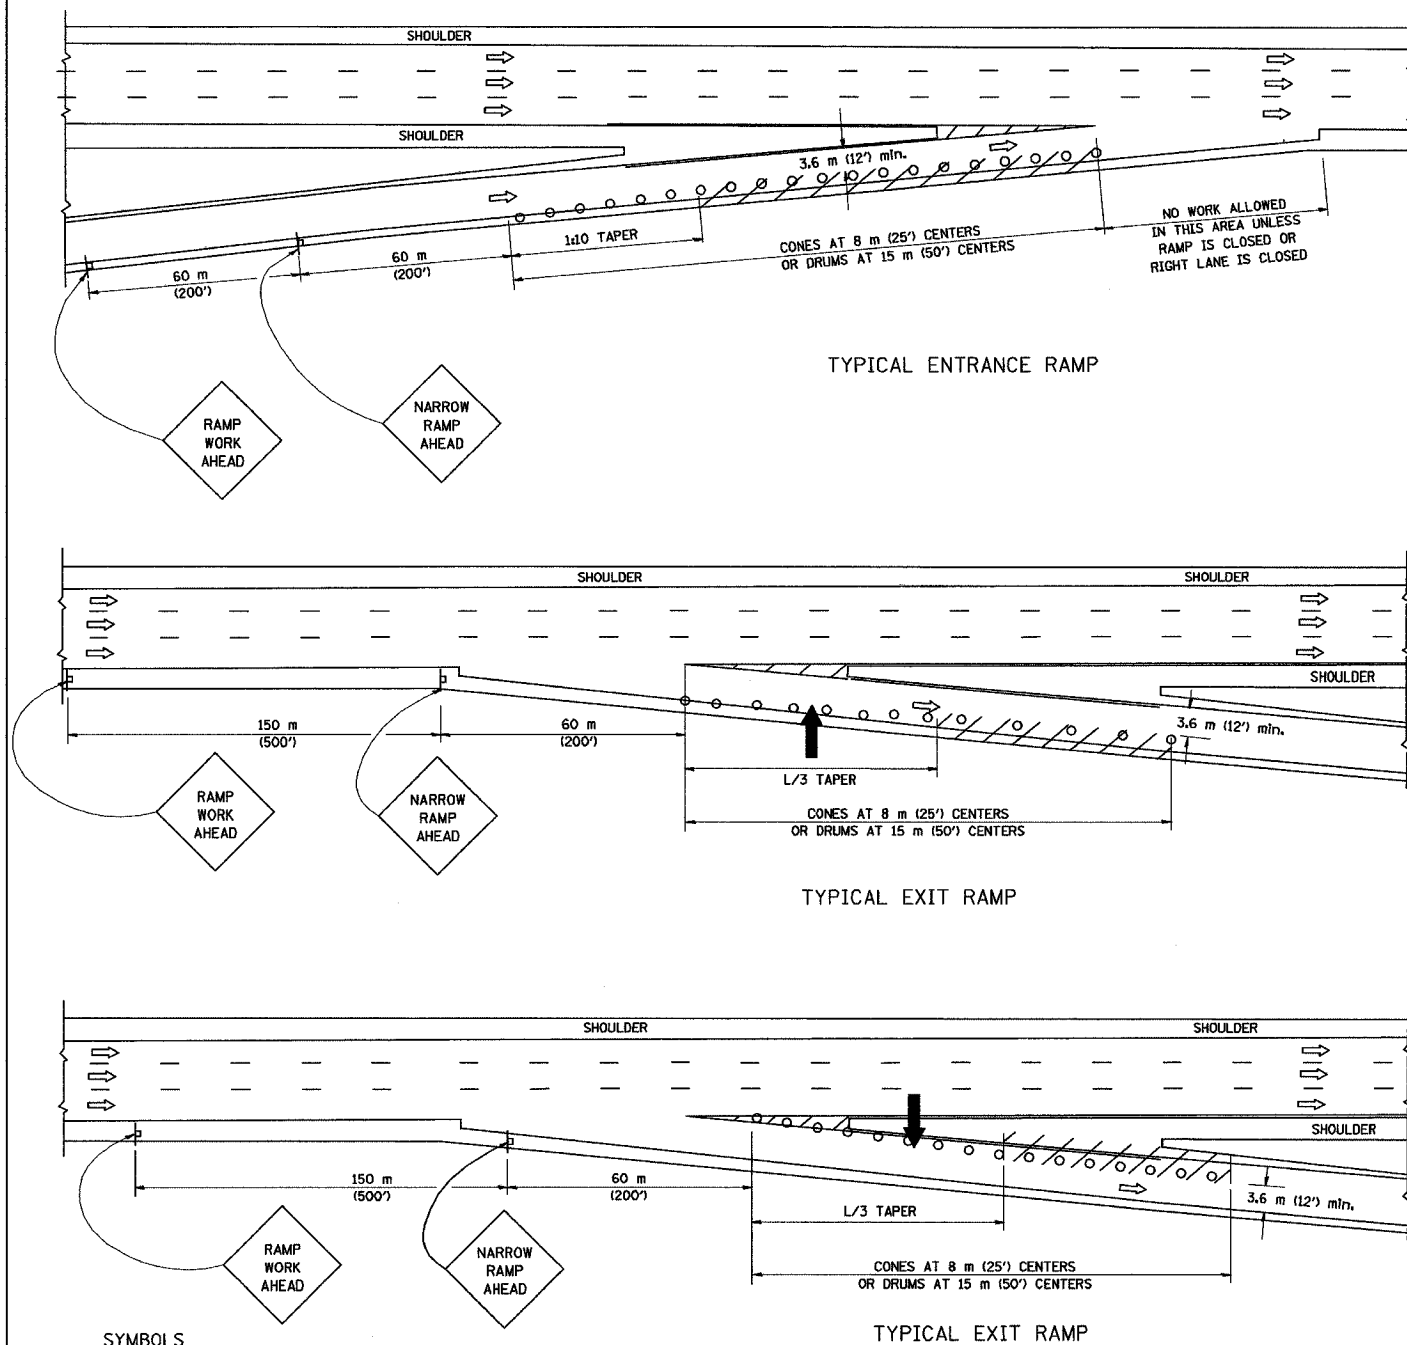 SHOULDER
SHOULDER
3.6 m (12') min.
1:10 TAPER
60 m
(200')
60 m
(200')
CONES AT 8 m (25') CENTERS
OR DRUMS AT 15 m (50') CENTERS
NO WORK ALLOWED
IN THIS AREA UNLESS
RAMP IS CLOSED OR
RIGHT LANE IS CLOSED
TYPICAL ENTRANCE RAMP
RAMP
WORK
AHEAD
NARROW
RAMP
AHEAD
SHOULDER
SHOULDER
SHOULDER
150 m
(500')
60 m
(200')
3.6 m (12') min.
L/3 TAPER
RAMP
WORK
AHEAD
NARROW
RAMP
AHEAD
CONES AT 8 m (25') CENTERS
OR DRUMS AT 15 m (50') CENTERS
TYPICAL EXIT RAMP
SHOULDER
SHOULDER
SHOULDER
150 m
(500')
60 m
(200')
3.6 m (12') min.
L/3 TAPER
RAMP
WORK
AHEAD
NARROW
RAMP
AHEAD
CONES AT 8 m (25') CENTERS
OR DRUMS AT 15 m (50') CENTERS
TYPICAL EXIT RAMP
SYMBOLS